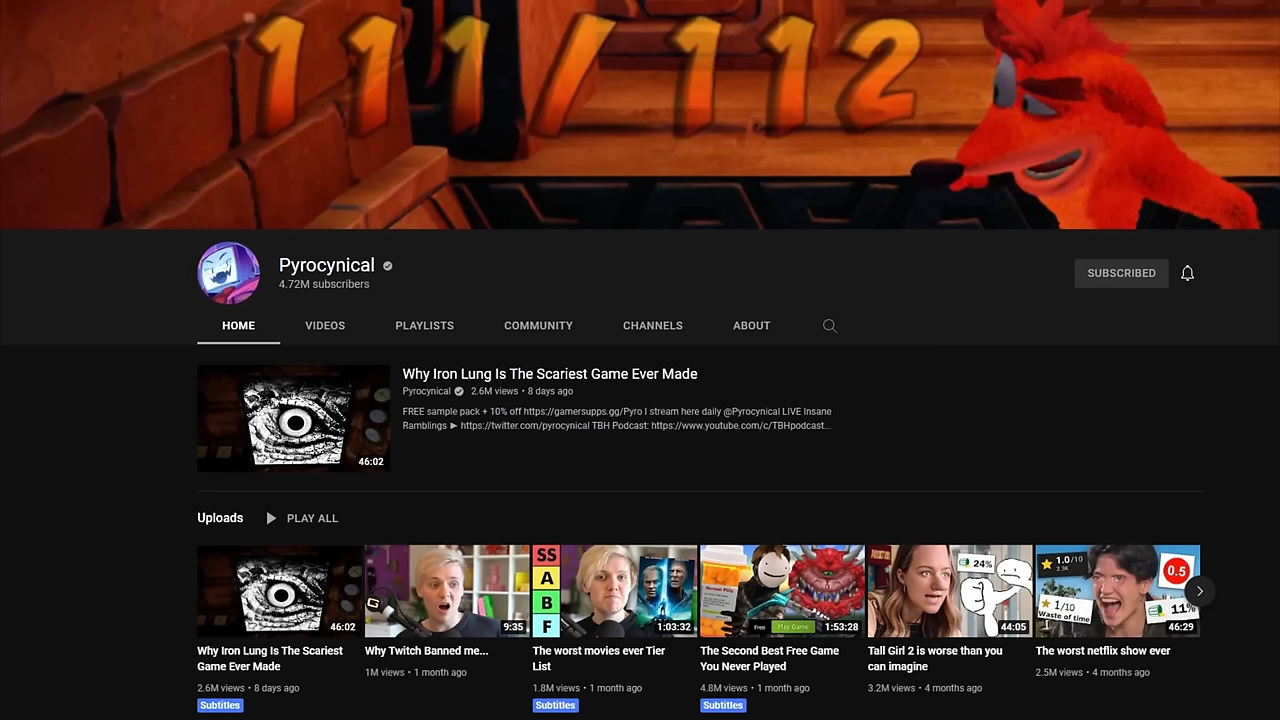 111/112
Pyrocynical
4.72M subscribers
SUBSCRIBED
HOME VIDEOS PLAYLISTS COMMUNITY CHANNELS ABOUT
46:02
Why Iron Lung Is The Scariest Game Ever Made
Pyrocynical 2.6M views • 8 days ago
FREE sample pack + 10% off https://gamersupps.gg/Pyro I stream here daily @Pyrocynical LIVE Insane
Ramblings ► https://twitter.com/pyrocynical TBH Podcast: https://www.youtube.com/c/TBHpodcast...
Uploads PLAY ALL
46:02
Why Iron Lung Is The Scariest
Game Ever Made
2.6M views • 8 days ago
Subtitles
9:35
Why Twitch Banned me...
1M views • 1 month ago
SS
A
B
F
1:03:32
The worst movies ever Tier
List
1.8M views • 1 month ago
Subtitles
Free Play Game
1:53:28
The Second Best Free Game
You Never Played
4.8M views • 1 month ago
Subtitles
24%
44:05
Tall Girl 2 is worse than you
can imagine
3.2M views • 4 months ago
1.0/10
0.5
1/10
Waste of time
11%
46:29
The worst netflix show ever
2.5M views • 4 months ago